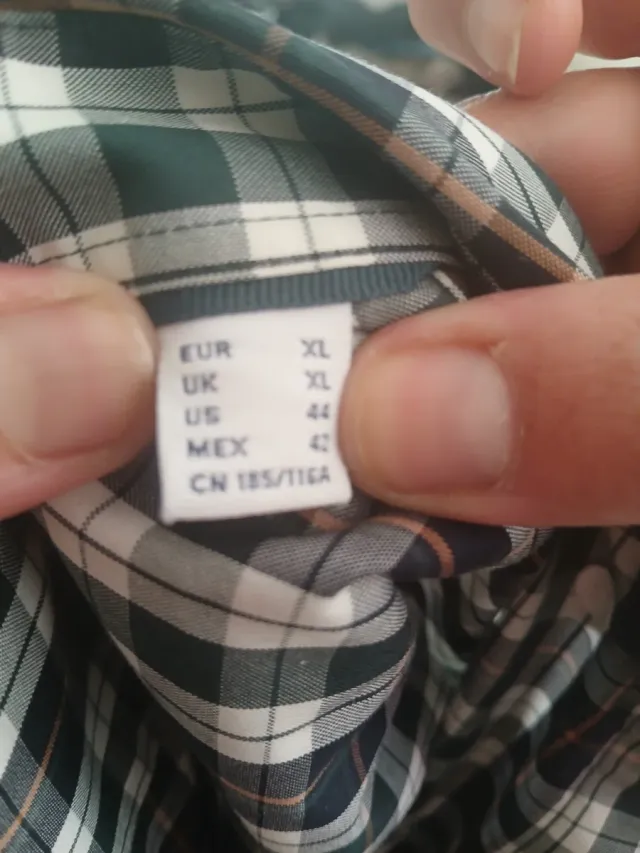 EUR XL
UK XL
US 44
MEX 42
CN 185/116A